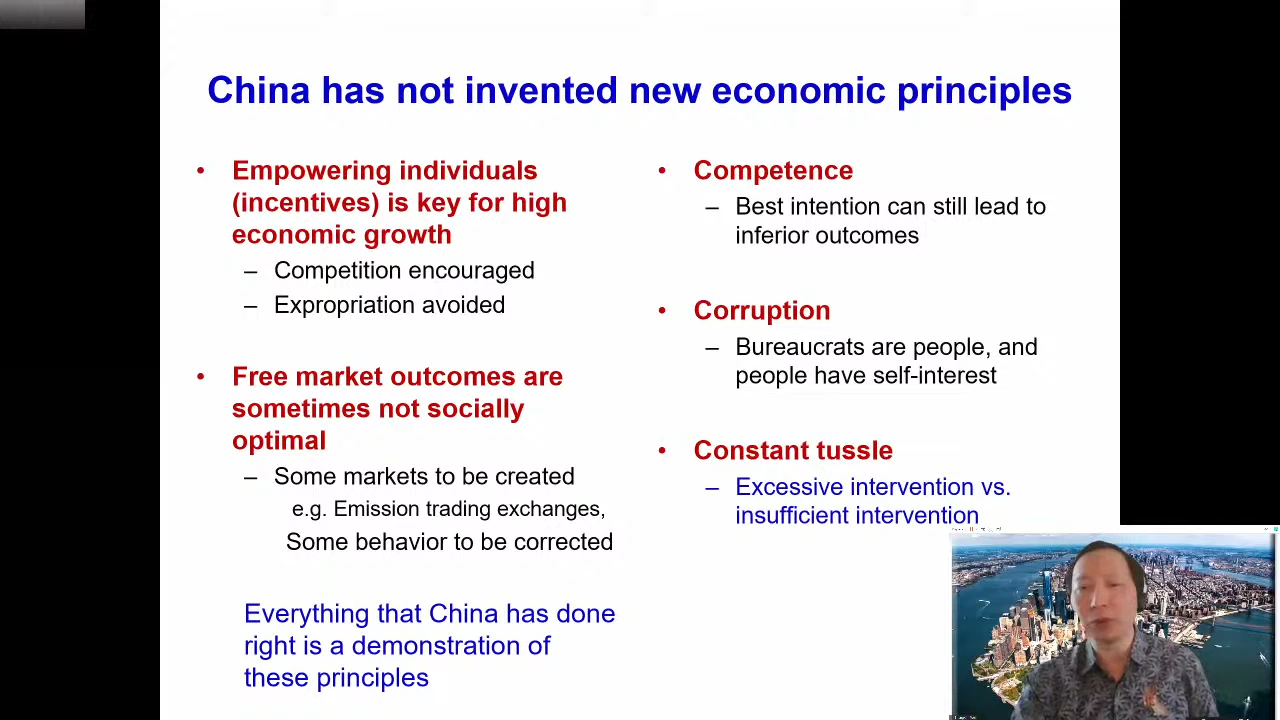 China has not invented new economic principles
• Empowering individuals
(incentives) is key for high
economic growth
– Competition encouraged
– Expropriation avoided
• Free market outcomes are
sometimes not socially
optimal
– Some markets to be created
e.g. Emission trading exchanges,
Some behavior to be corrected
Everything that China has done
right is a demonstration of
these principles
• Competence
– Best intention can still lead to
inferior outcomes
• Corruption
– Bureaucrats are people, and
people have self-interest
• Constant tussle
– Excessive intervention vs.
insufficient intervention